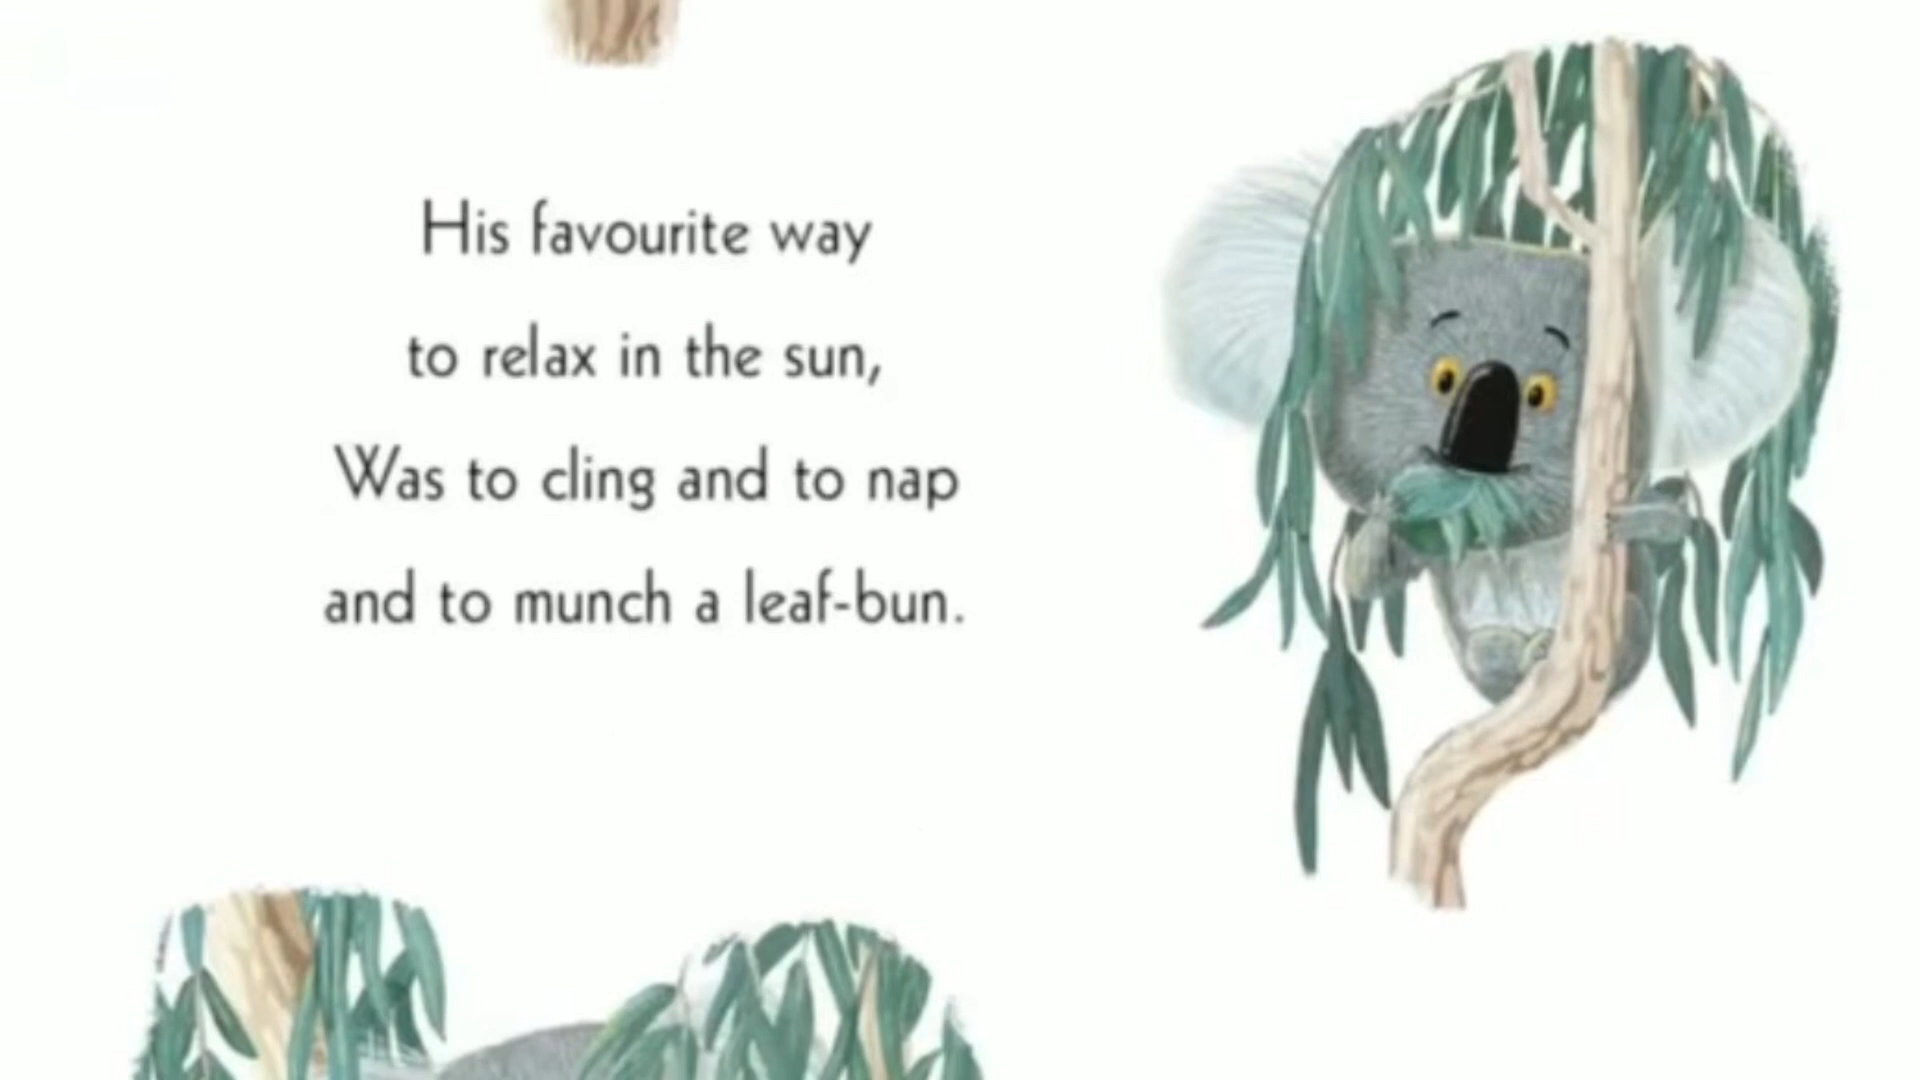 His favourite way
to relax in the sun,
Was to cling and to nap
and to munch a leaf-bun.